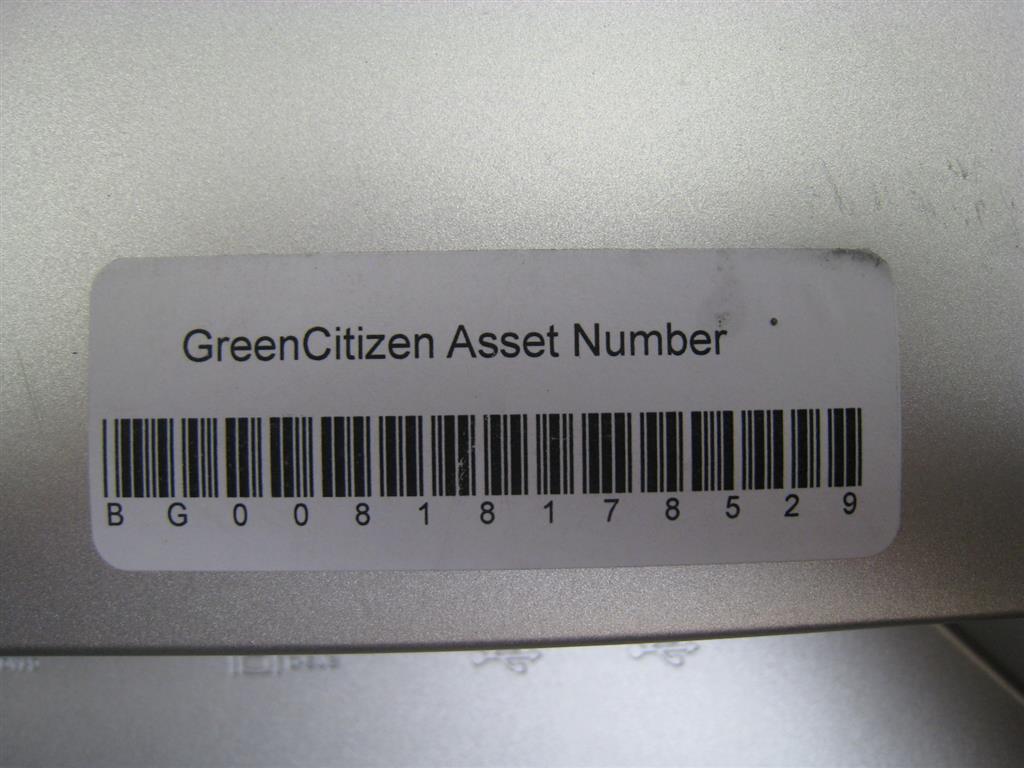 GreenCitizen Asset Number
B G 0 0 8 1 8 1 7 8 5 2 9